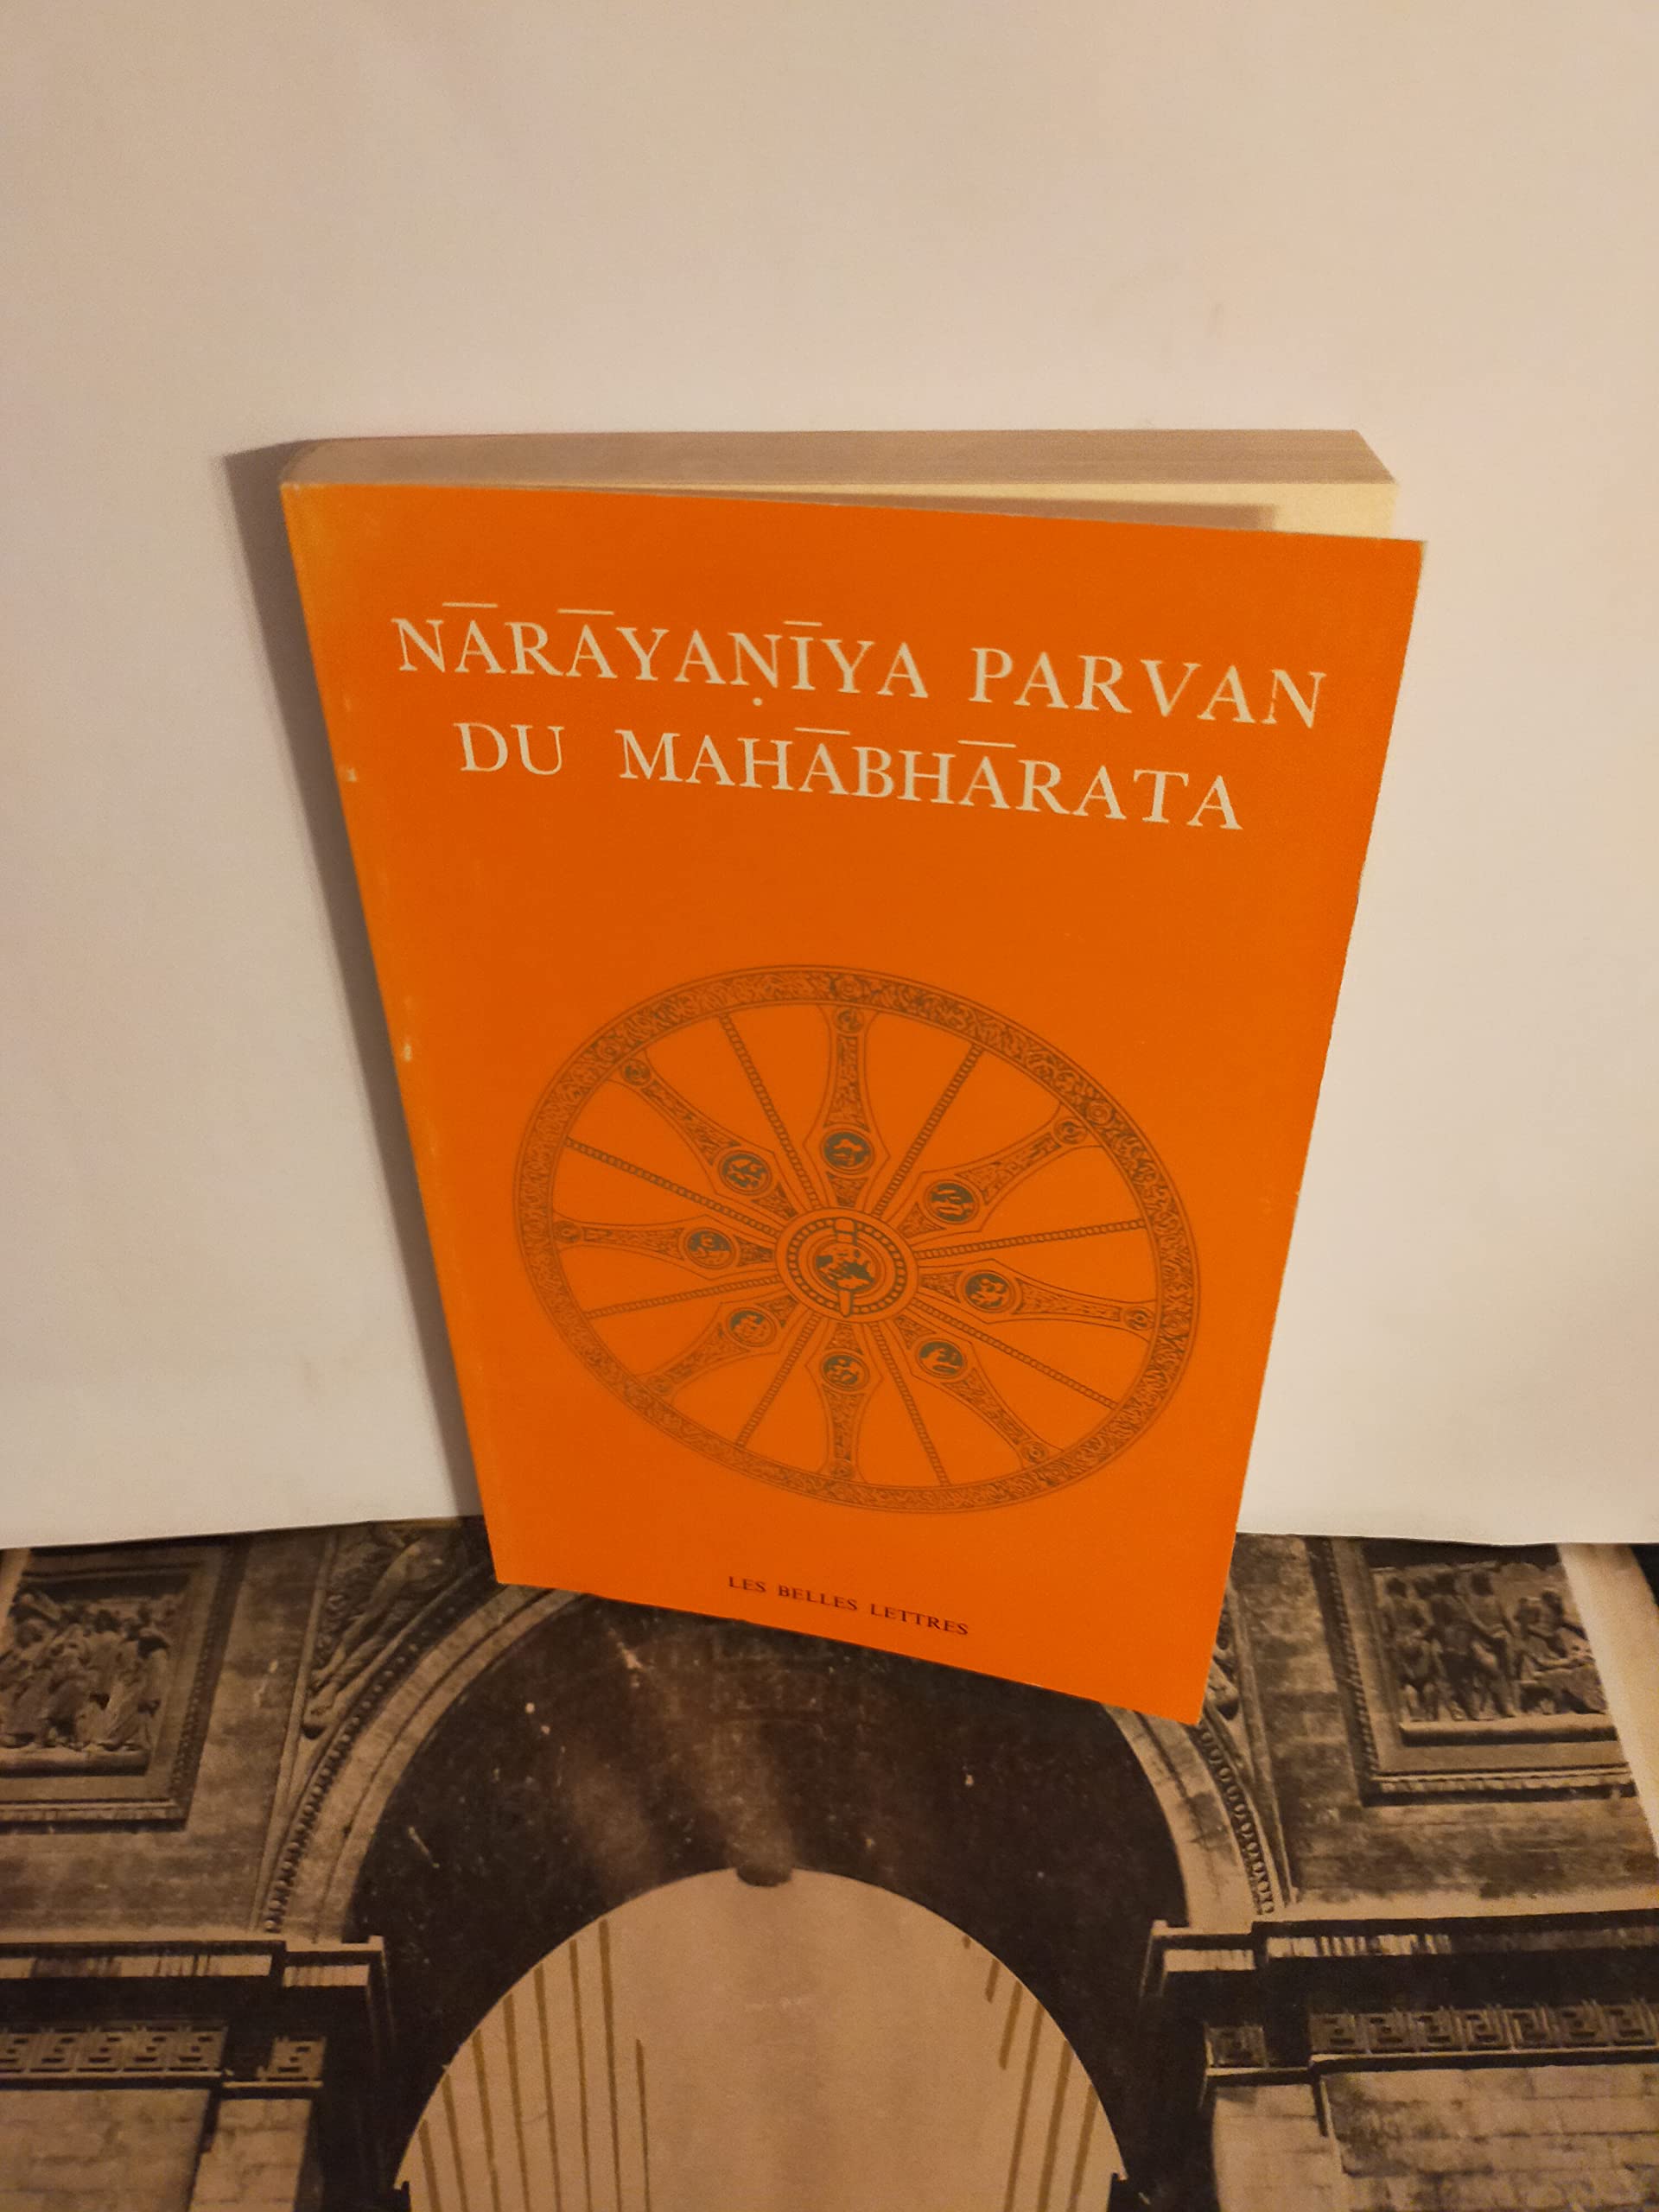 NĀRĀYAṆĪYA PARVAN
DU MAHĀBHĀRATA
LES BELLES LETTRES